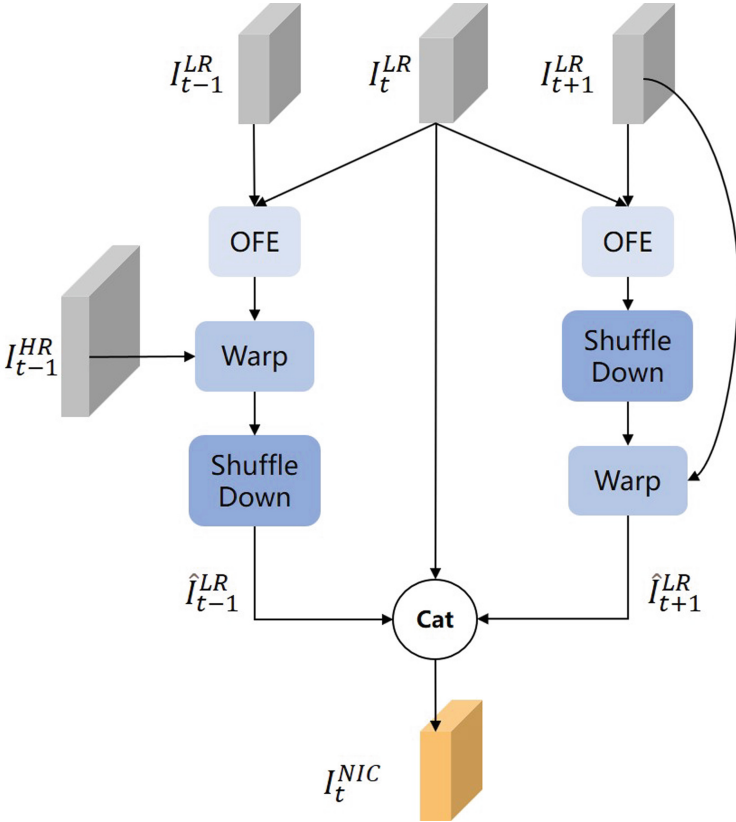 I_{t-1}^{LR}
I_t^{LR}
I_{t+1}^{LR}
OFE
OFE
I_{t-1}^{HR}
Warp
Shuffle
Down
Shuffle
Down
Warp
Î_{t-1}^{LR}
Î_{t+1}^{LR}
Cat
I_t^{NIC}